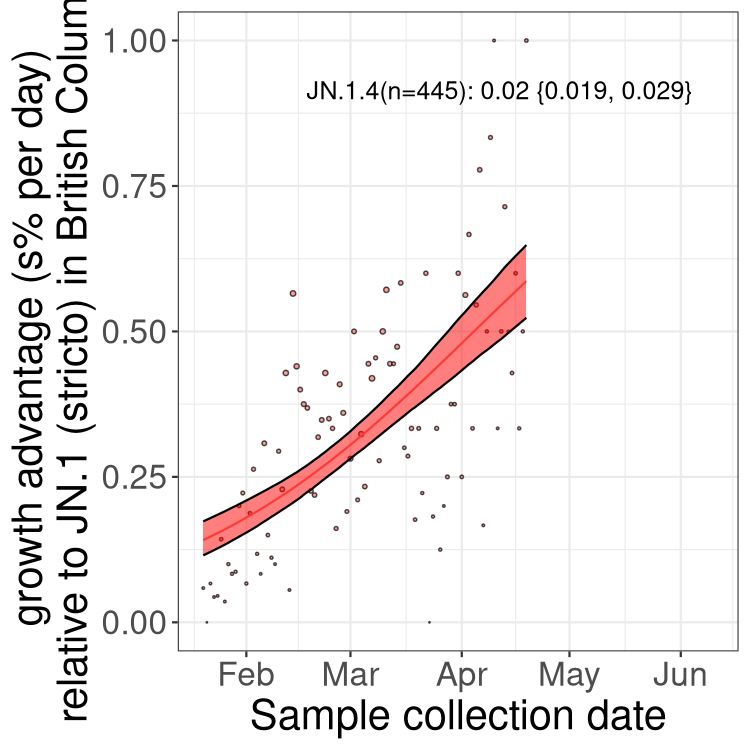 growth advantage (s% per day)
relative to JN.1 (stricto) in British Colum
1.00
0.75
0.50
0.25
0.00
JN.1.4(n=445): 0.02 {0.019, 0.029}
Feb Mar Apr May Jun
Sample collection date